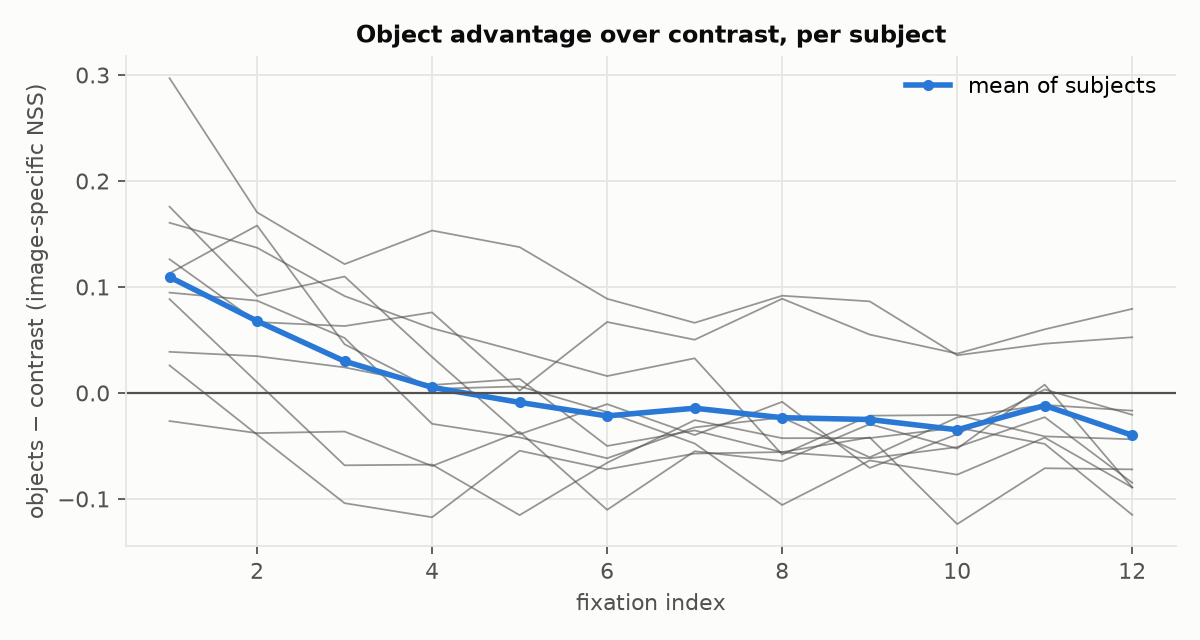 Object advantage over contrast, per subject
mean of subjects
objects − contrast (image-specific NSS)
0.3
0.2
0.1
0.0
−0.1
2 4 6 8 10 12
fixation index